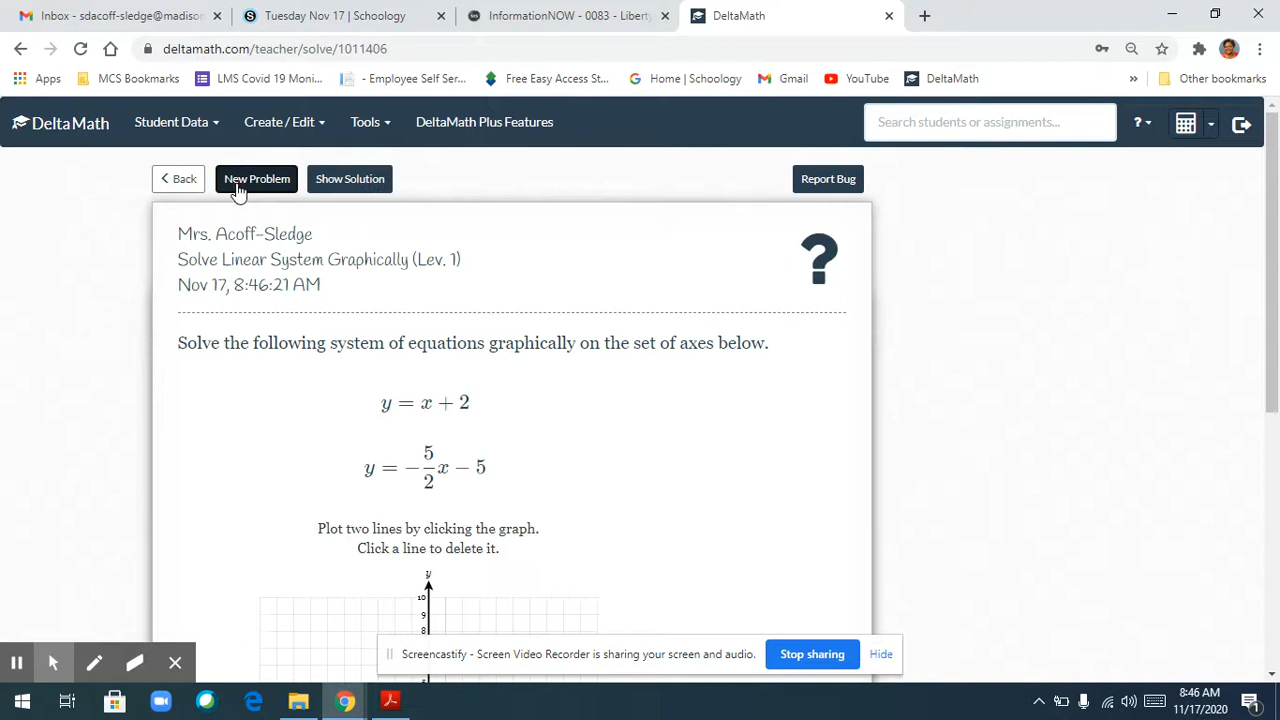 Inbox - sdacoff-sledge@madison
Tuesday Nov 17 | Schoology
InformationNOW - 0083 - Libert
DeltaMath
deltamath.com/teacher/solve/1011406
Apps
MCS Bookmarks
LMS Covid 19 Moni...
- Employee Self Ser...
Free Easy Access St...
Home | Schoology
Gmail
YouTube
DeltaMath
»
Other bookmarks
DeltaMath
Student Data
Create / Edit
Tools
DeltaMath Plus Features
Search students or assignments...
?
< Back
New Problem
Show Solution
Report Bug
Mrs. Acoff-Sledge
Solve Linear System Graphically (Lev. 1)
Nov 17, 8:46:21 AM
?
Solve the following system of equations graphically on the set of axes below.
y = x + 2
y = -5/2x - 5
Plot two lines by clicking the graph.
Click a line to delete it.
y
10
9
8
Screencastify - Screen Video Recorder is sharing your screen and audio.
Stop sharing
Hide
8:46 AM
11/17/2020
1